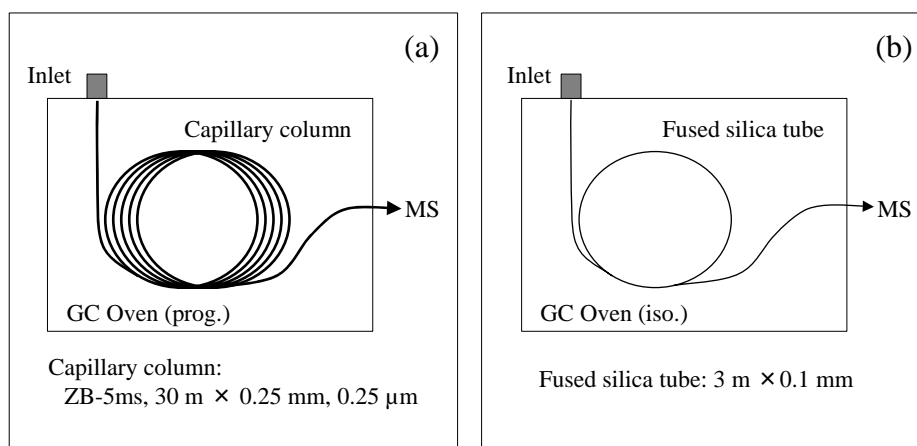 (a)
Inlet
Capillary column
MS
GC Oven (prog.)
Capillary column:
ZB-5ms, 30 m × 0.25 mm, 0.25 µm
(b)
Inlet
Fused silica tube
MS
GC Oven (iso.)
Fused silica tube: 3 m × 0.1 mm